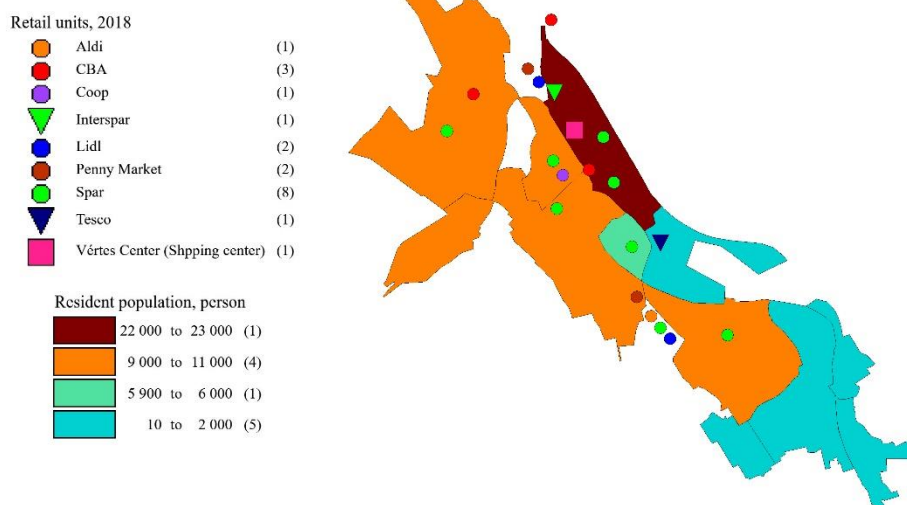 Retail units, 2018
Aldi (1)
CBA (3)
Coop (1)
Interspar (1)
Lidl (2)
Penny Market (2)
Spar (8)
Tesco (1)
Vértes Center (Shpping center) (1)
Resident population, person
22 000 to 23 000 (1)
9 000 to 11 000 (4)
5 900 to 6 000 (1)
10 to 2 000 (5)